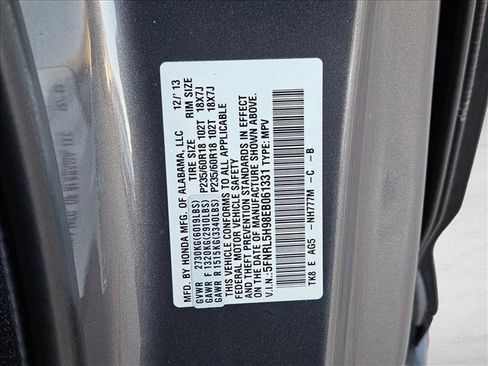 MFD. BY HONDA MFG. OF ALABAMA, LLC 12/'13
TIRE SIZE RIM SIZE
GVWR 2730KG(6019LBS)
GAWR F 1320KG(2910LBS) P235/60R18 102T 18X7J
GAWR R 1515KG(3340LBS) P235/60R18 102T 18X7J
THIS VEHICLE CONFORMS TO ALL APPLICABLE
FEDERAL MOTOR VEHICLE SAFETY STANDARDS IN EFFECT
AND THEFT PREVENTION STANDARDS IN EFFECT
ON THE DATE OF MANUFACTURE SHOWN ABOVE.
V.I.N.:5FNRL5H98EB061331 TYPE: MPV
TK8 E AG5 -NH777M -C -B